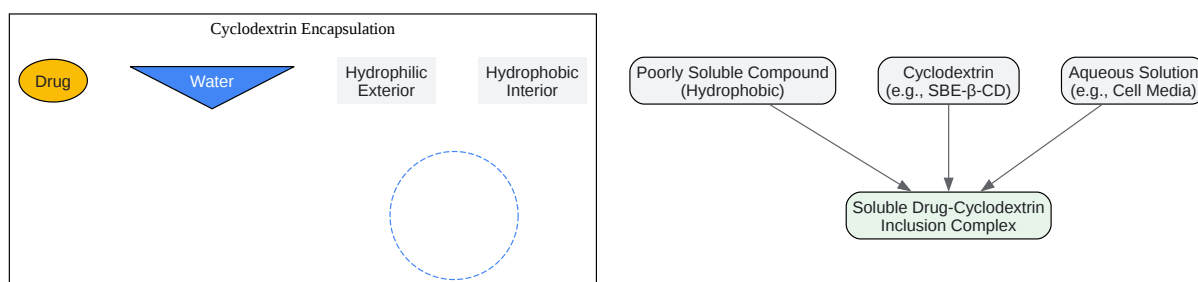 Cyclodextrin Encapsulation
Drug
Water
Hydrophilic
Exterior
Hydrophobic
Interior
Poorly Soluble Compound
(Hydrophobic)
Cyclodextrin
(e.g., SBE-β-CD)
Aqueous Solution
(e.g., Cell Media)
Soluble Drug-Cyclodextrin
Inclusion Complex